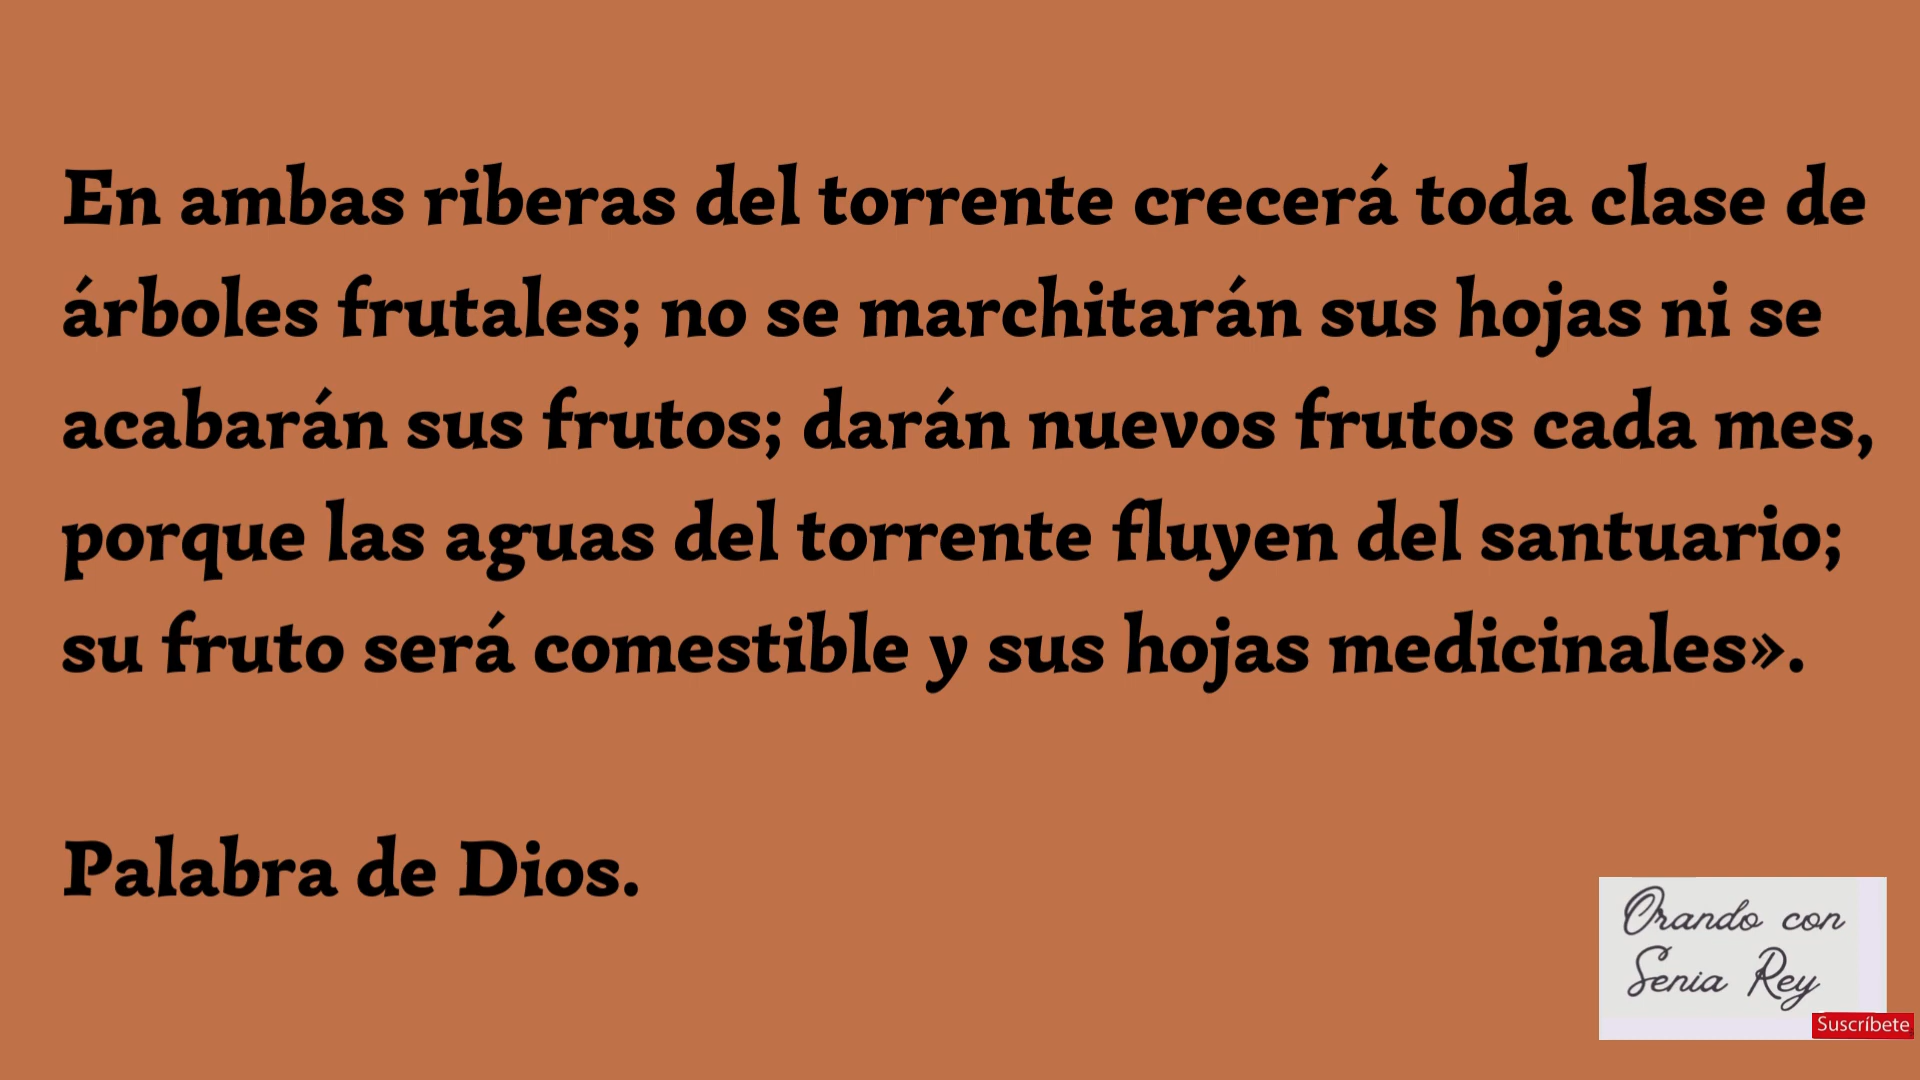 En ambas riberas del torrente crecerá toda clase de
árboles frutales; no se marchitarán sus hojas ni se
acabarán sus frutos; darán nuevos frutos cada mes,
porque las aguas del torrente fluyen del santuario;
su fruto será comestible y sus hojas medicinales».
Palabra de Dios.
Orando con
Senia Rey
Suscríbete